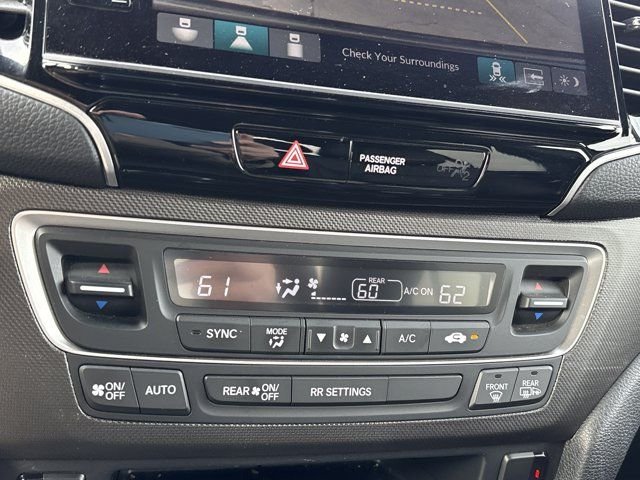 Check Your Surroundings
PASSENGER
AIRBAG
OFF
2
REAR
61
60
A/C ON
62
SYNC
MODE
A/C
ON/
OFF
AUTO
REAR
ON/
OFF
RR SETTINGS
FRONT
REAR